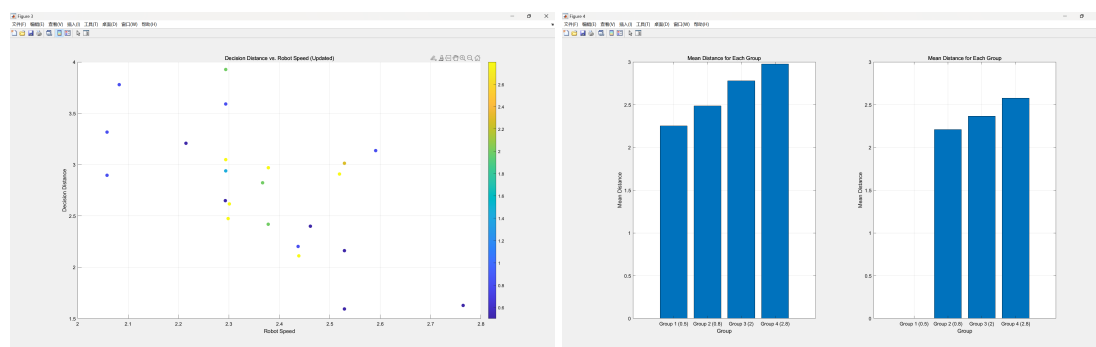 Figure 3
文件(F) 编辑(E) 查看(V) 插入(I) 工具(T) 桌面(D) 窗口(W) 帮助(H)
Decision Distance vs. Robot Speed (Updated)
4
3.5
3
2.5
2
1.5
Decision Distance
2 2.1 2.2 2.3 2.4 2.5 2.6 2.7 2.8
Robot Speed
2.6
2.4
2.2
2
1.8
1.6
1.4
1.2
1
0.8
0.6
Figure 4
文件(F) 编辑(E) 查看(V) 插入(I) 工具(T) 桌面(D) 窗口(W) 帮助(H)
Mean Distance for Each Group
3
2.5
2
1.5
1
0.5
0
Mean Distance
Group 1 (0.5) Group 2 (0.8) Group 3 (2) Group 4 (2.8)
Group
Mean Distance for Each Group
3
2.5
2
1.5
1
0.5
0
Mean Distance
Group 1 (0.5) Group 2 (0.8) Group 3 (2) Group 4 (2.8)
Group